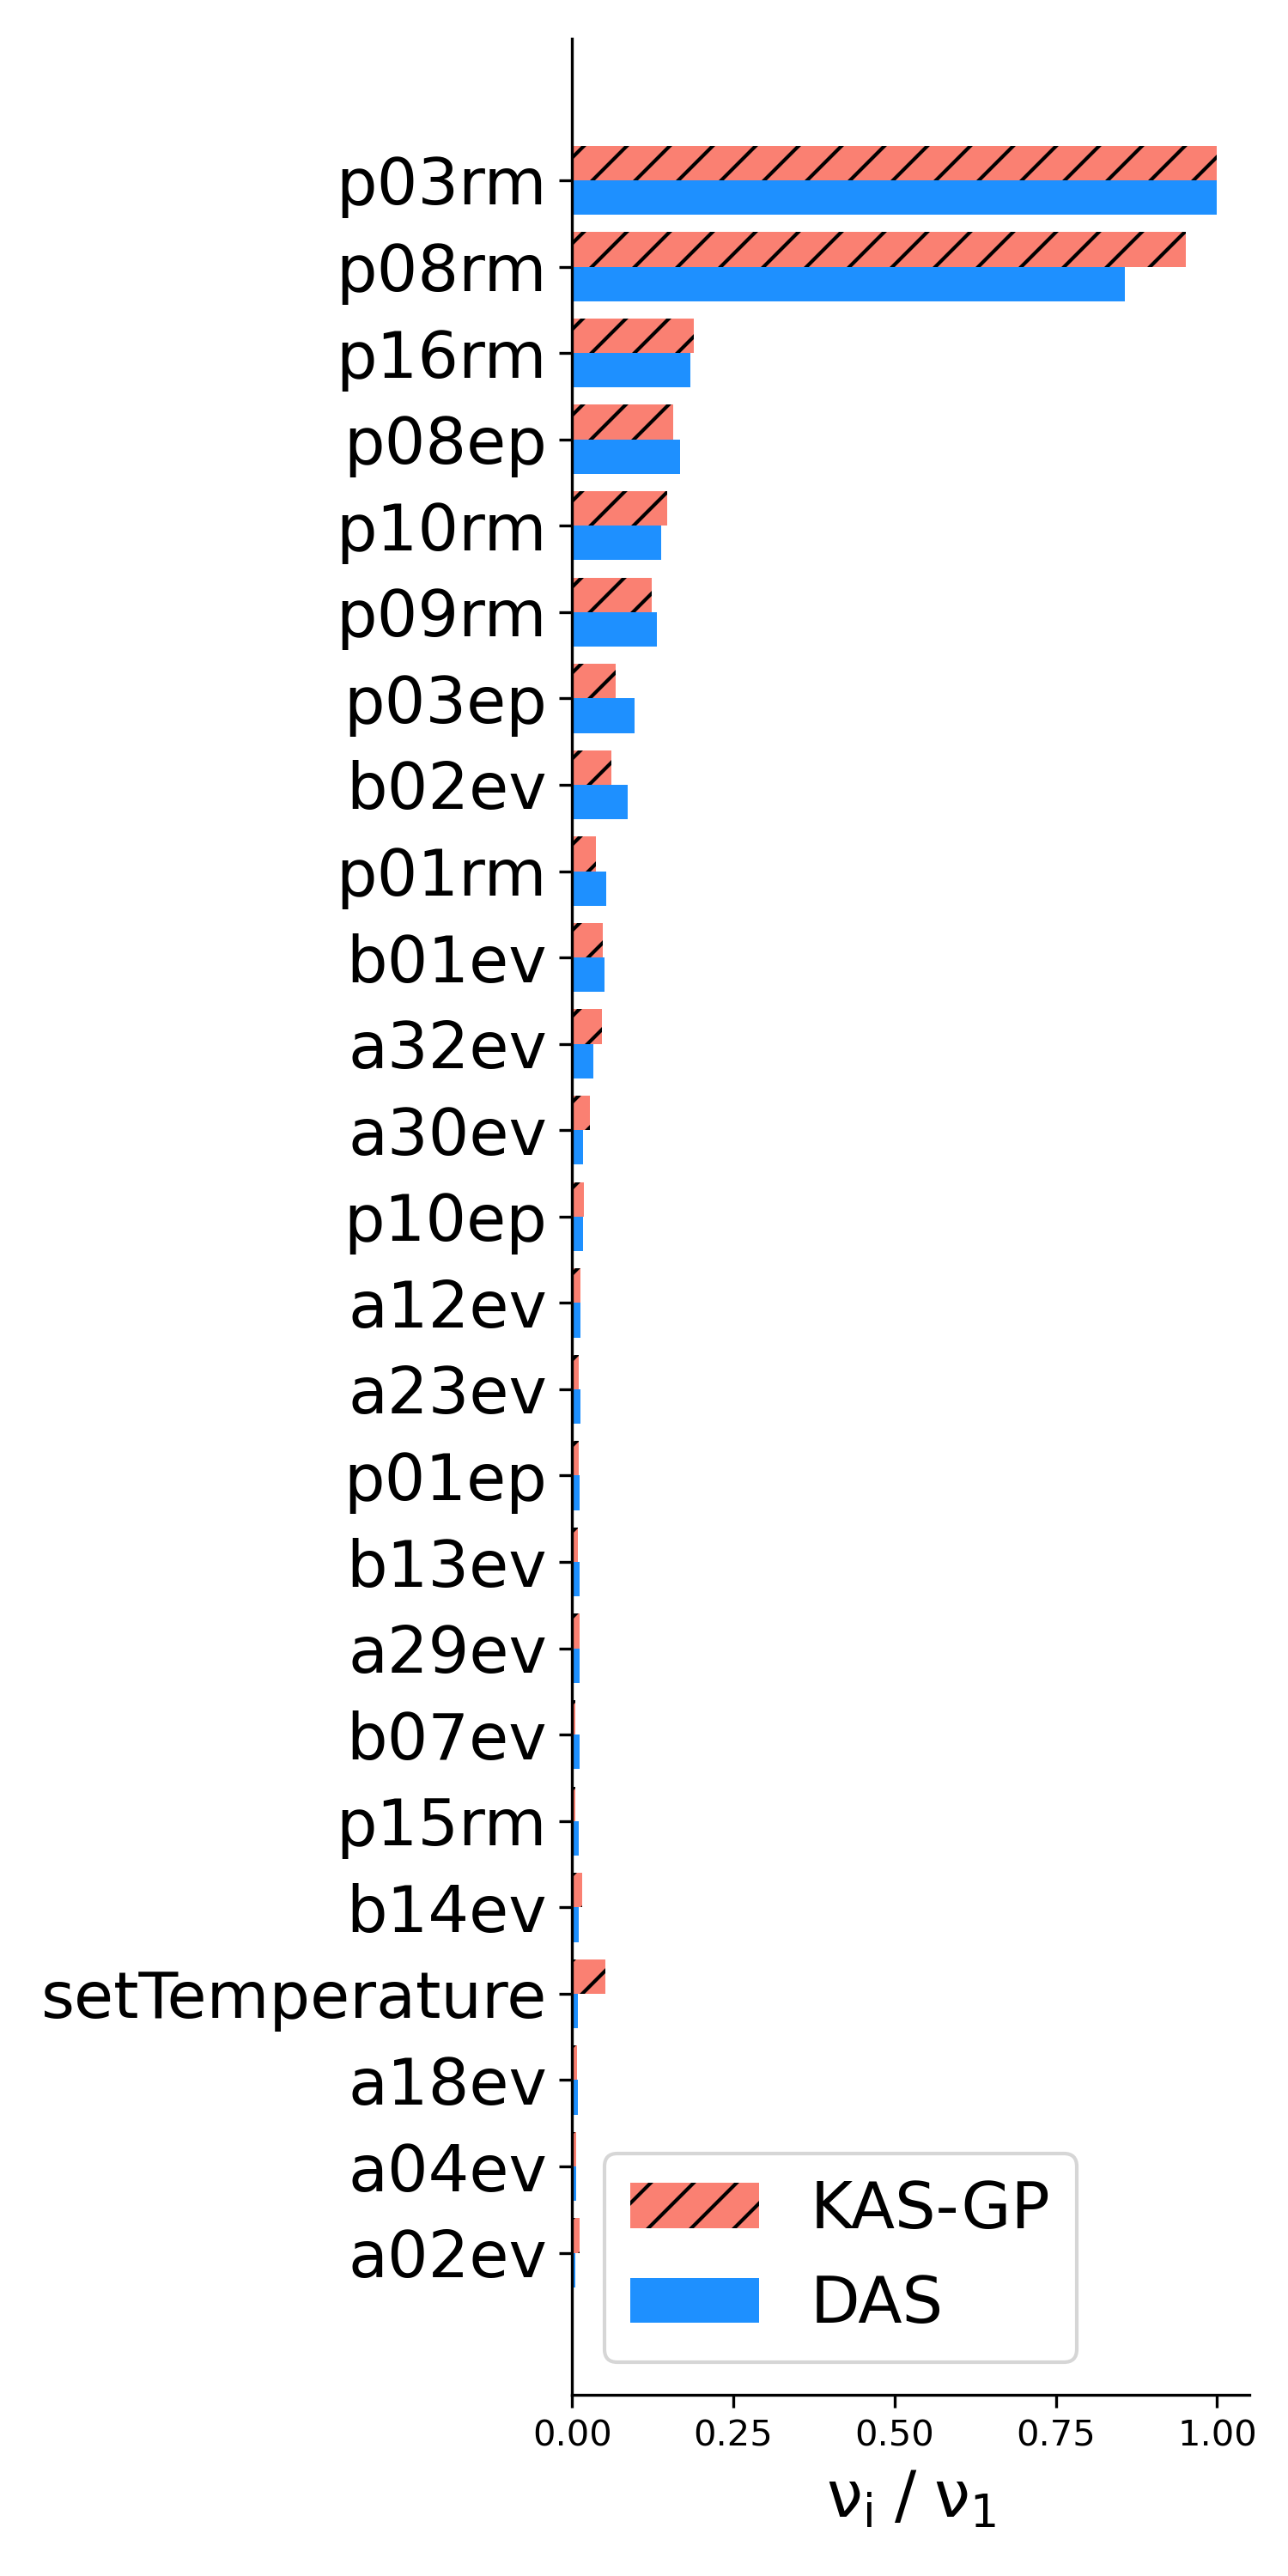 p03rm
p08rm
p16rm
p08ep
p10rm
p09rm
p03ep
b02ev
p01rm
b01ev
a32ev
a30ev
p10ep
a12ev
a23ev
p01ep
b13ev
a29ev
b07ev
p15rm
b14ev
setTemperature
a18ev
a04ev
a02ev
KAS-GP
DAS
0.00 0.25 0.50 0.75 1.00
νi / ν1